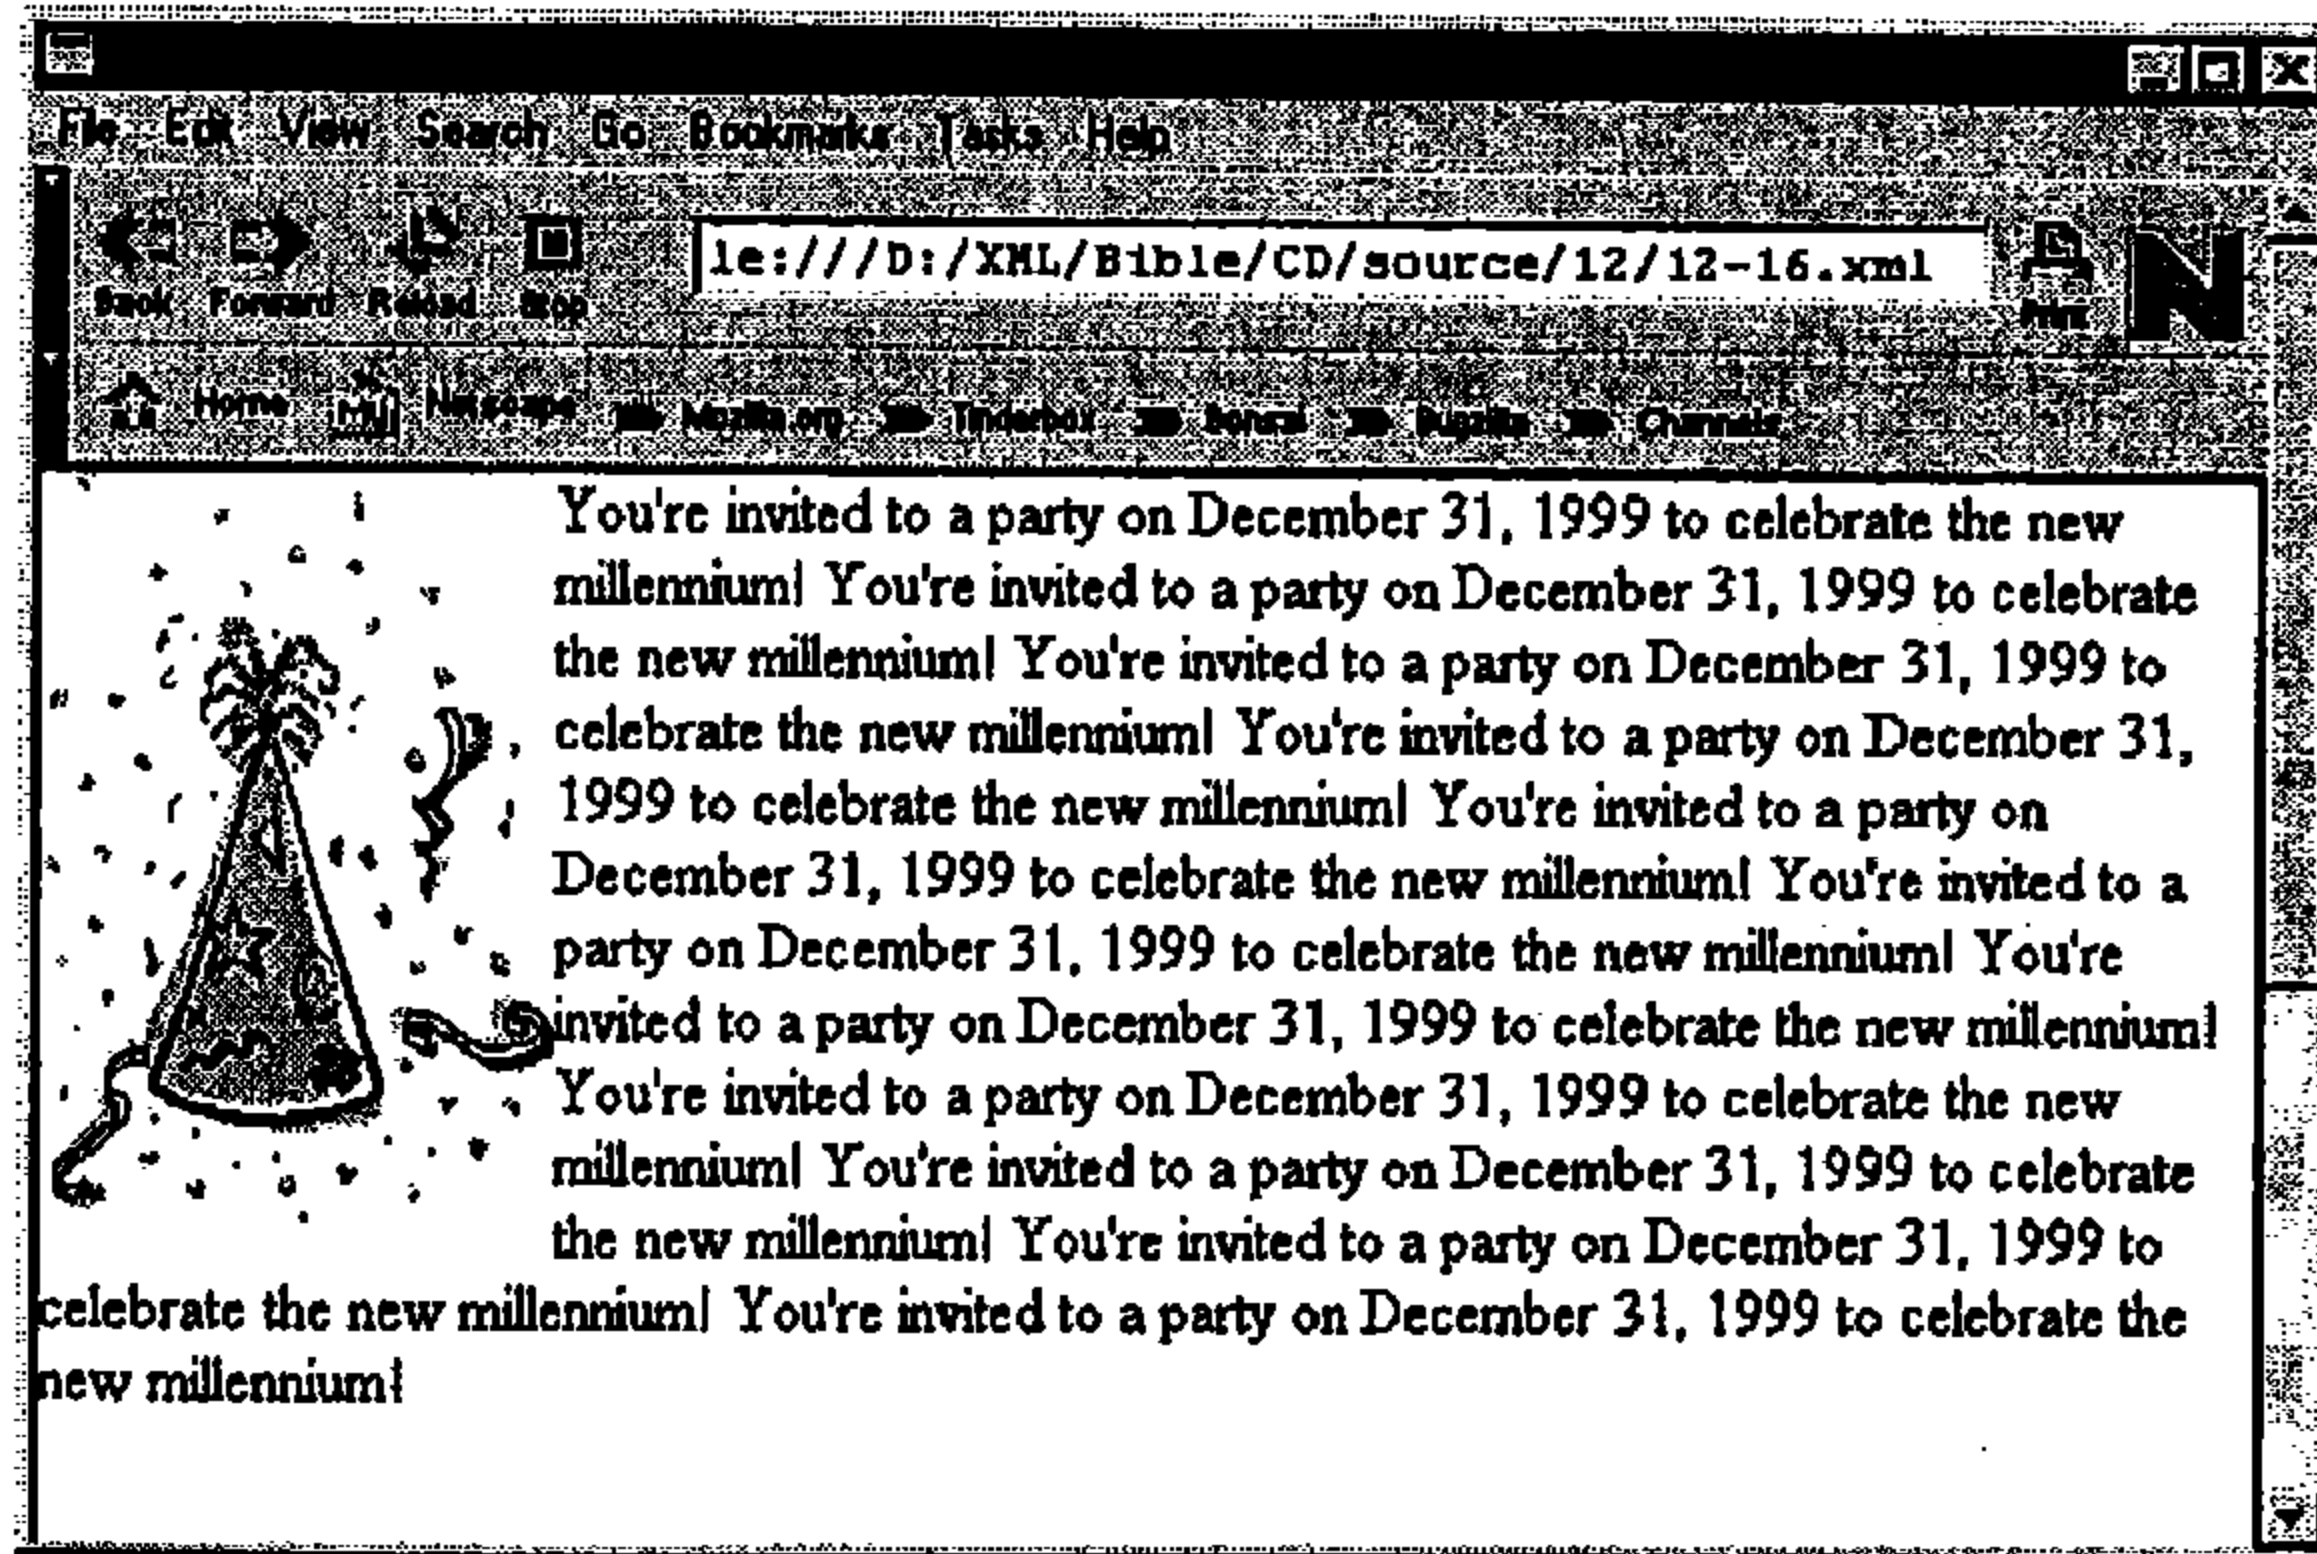 File Edit View Search Go Bookmarks Tasks Help
le:///D:/XML/Bible/CD/source/12/12-16.xml
Back Forward Reload Stop Print N
Home My Netscape Mozilla.org Tinderbox Bonsai Bugzilla Channels
You're invited to a party on December 31, 1999 to celebrate the new
millennium! You're invited to a party on December 31, 1999 to celebrate
the new millennium! You're invited to a party on December 31, 1999 to
celebrate the new millennium! You're invited to a party on December 31,
1999 to celebrate the new millennium! You're invited to a party on
December 31, 1999 to celebrate the new millennium! You're invited to a
party on December 31, 1999 to celebrate the new millennium! You're
invited to a party on December 31, 1999 to celebrate the new millennium!
You're invited to a party on December 31, 1999 to celebrate the new
millennium! You're invited to a party on December 31, 1999 to celebrate
the new millennium! You're invited to a party on December 31, 1999 to
celebrate the new millennium! You're invited to a party on December 31, 1999 to celebrate the
new millennium!